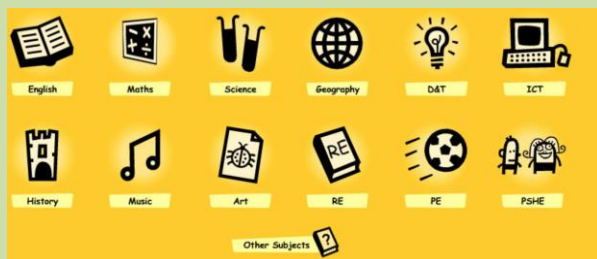 English Maths Science Geography D&T ICT
RE
History Music Art RE PE PSHE
Other Subjects ?